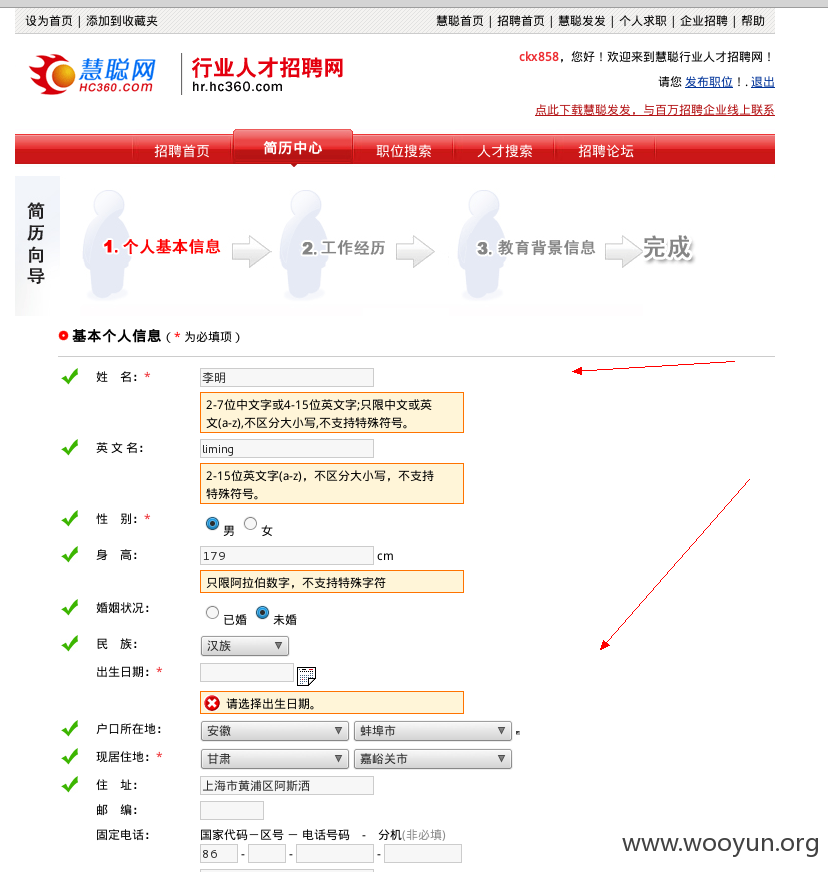 设为首页 | 添加到收藏夹 慧聪首页 | 招聘首页 | 慧聪发发 | 个人求职 | 企业招聘 | 帮助
慧聪网 行业人才招聘网
HC360.com hr.hc360.com
ckx858，您好！欢迎来到慧聪行业人才招聘网！
请您 发布职位！. 退出
点此下载慧聪发发，与百万招聘企业线上联系
招聘首页 简历中心 职位搜索 人才搜索 招聘论坛
简历向导
1. 个人基本信息 2. 工作经历 3. 教育背景信息 完成
基本个人信息 ( * 为必填项 )
姓 名: * 李明
2-7位中文字或4-15位英文字;只限中文或英
文(a-z),不区分大小写,不支持特殊符号。
英 文 名: liming
2-15位英文字(a-z)，不区分大小写，不支持
特殊符号。
性 别: * 男 女
身 高: 179 cm
只限阿拉伯数字，不支持特殊字符
婚姻状况: 已婚 未婚
民 族: 汉族
出生日期: *
请选择出生日期。
户口所在地: 安徽 蚌埠市
现居住地: * 甘肃 嘉峪关市
住 址: 上海市黄浦区阿斯洒
邮 编:
固定电话: 国家代码－区号 － 电话号码 - 分机(非必填)
86 - - -
www.wooyun.org